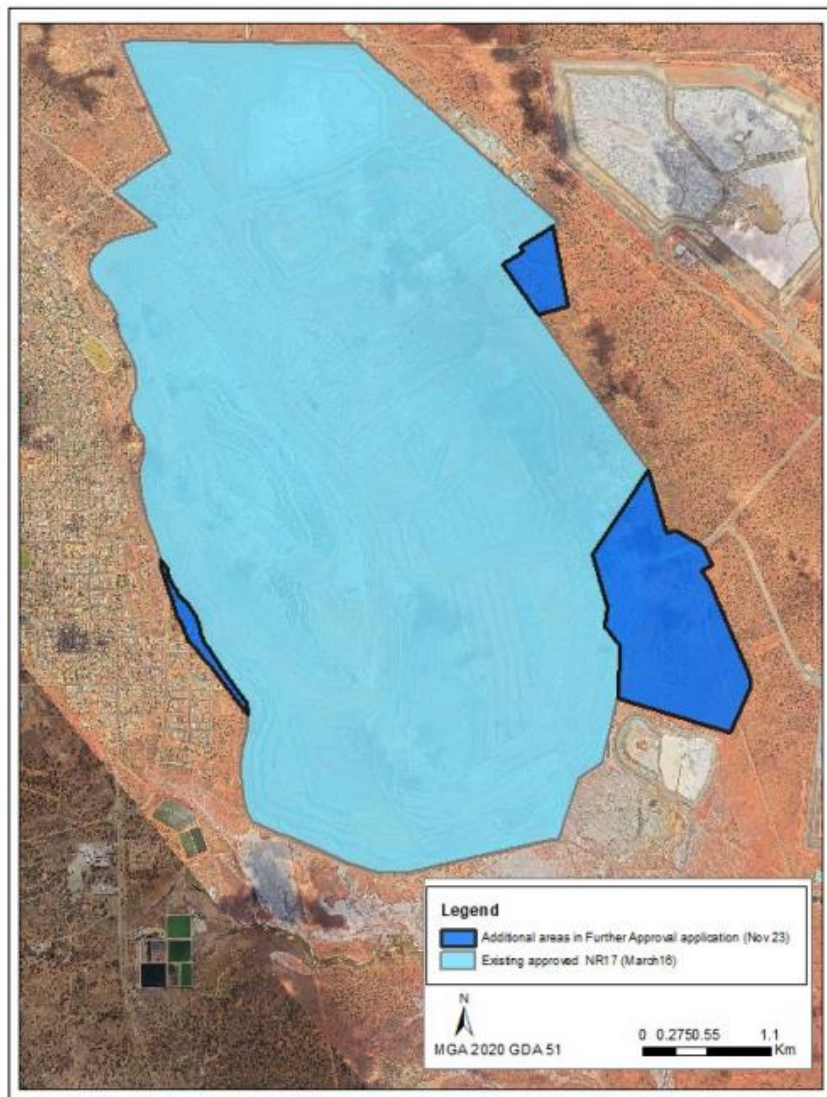 Legend
Additional areas in Further Approval application (Nov 23)
Existing approved NR17 (March16)
N
MGA 2020 GDA 51
0 0.2750.55 1.1
Km